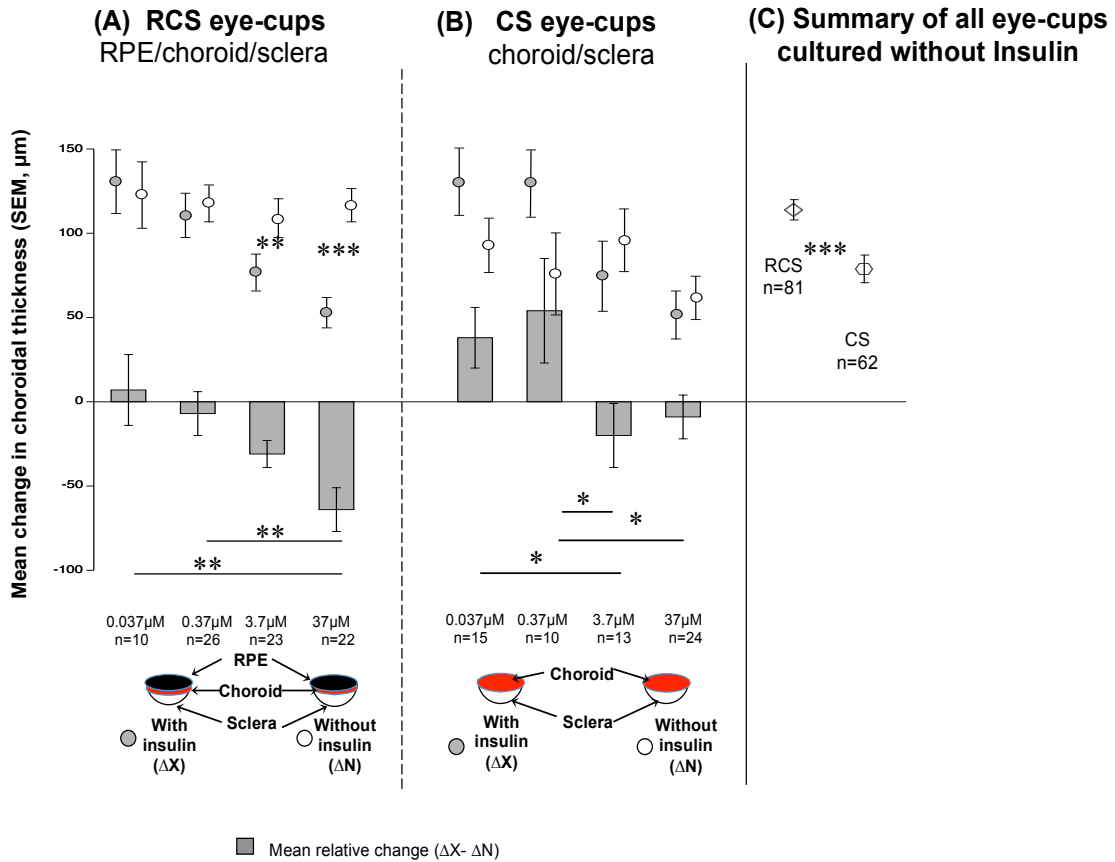 (A) RCS eye-cups
RPE/choroid/sclera
(B) CS eye-cups
choroid/sclera
(C) Summary of all eye-cups
cultured without Insulin
Mean change in choroidal thickness (SEM, µm)
150
100
50
0
-50
-100
**
***
**
**
*
*
*
***
RCS
n=81
CS
n=62
0.037µM 0.37µM 3.7µM 37µM
n=10 n=26 n=23 n=22
0.037µM 0.37µM 3.7µM 37µM
n=15 n=10 n=13 n=24
RPE
Choroid
Sclera
With
insulin
(ΔX)
Without
insulin
(ΔN)
Choroid
Sclera
With
insulin
(ΔX)
Without
insulin
(ΔN)
Mean relative change (ΔX- ΔN)